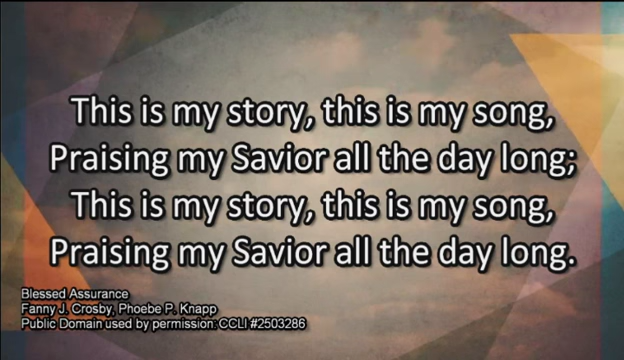 This is my story, this is my song,
Praising my Savior all the day long;
This is my story, this is my song,
Praising my Savior all the day long.
Blessed Assurance
Fanny J. Crosby, Phoebe P. Knapp
Public Domain used by permission: CCLI #2503286